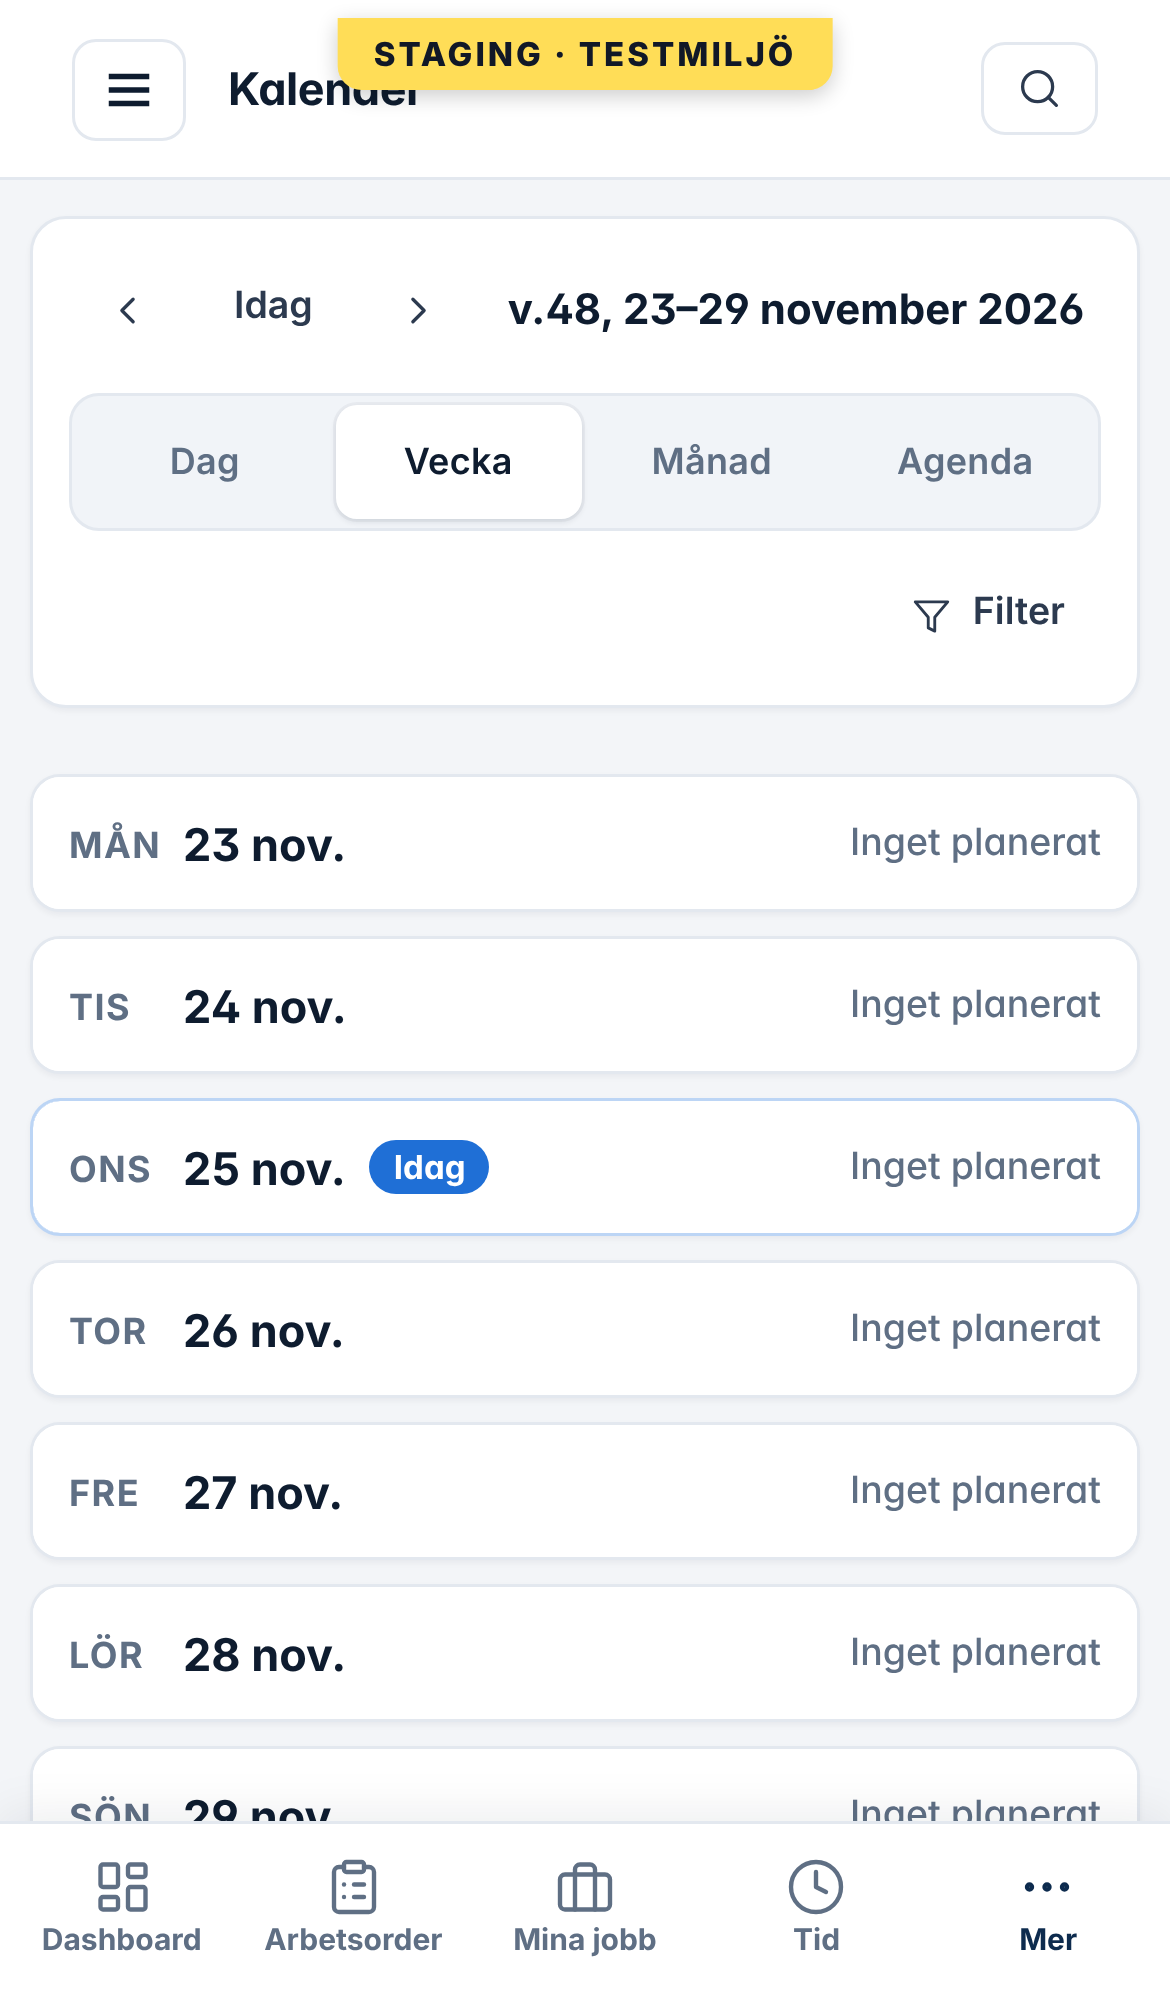 STAGING · TESTMILJÖ
Kalender
Idag
v.48, 23–29 november 2026
Dag Vecka Månad Agenda
Filter
MÅN 23 nov. Inget planerat
TIS 24 nov. Inget planerat
ONS 25 nov. Idag Inget planerat
TOR 26 nov. Inget planerat
FRE 27 nov. Inget planerat
LÖR 28 nov. Inget planerat
SÖN 29 nov. Inget planerat
Dashboard Arbetsorder Mina jobb Tid Mer